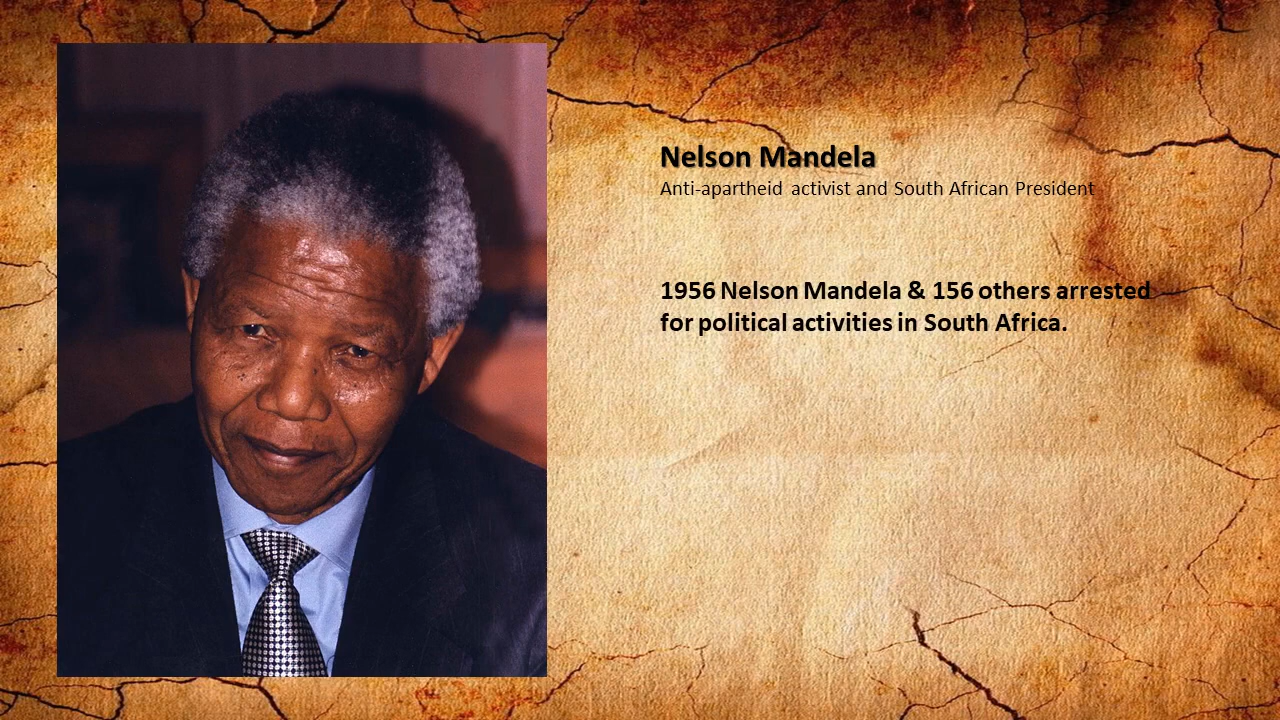 Nelson Mandela
Anti-apartheid activist and South African President
1956 Nelson Mandela & 156 others arrested
for political activities in South Africa.